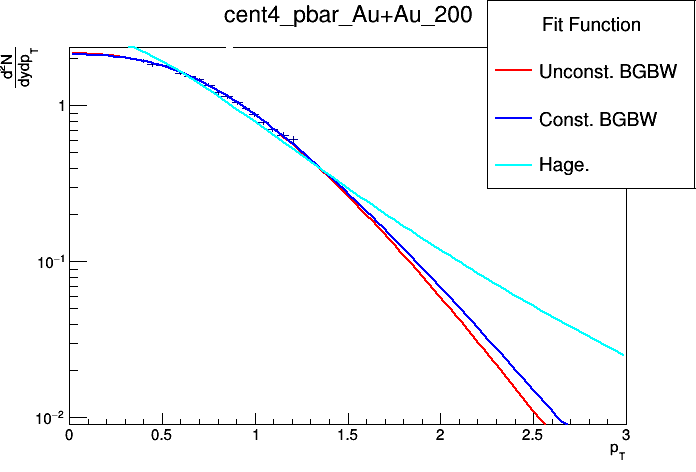 cent4_pbar_Au+Au_200
Fit Function
Unconst. BGBW
Const. BGBW
Hage.
d²N
dydp_T
1
10⁻¹
10⁻²
0 0.5 1 1.5 2 2.5 3
p_T